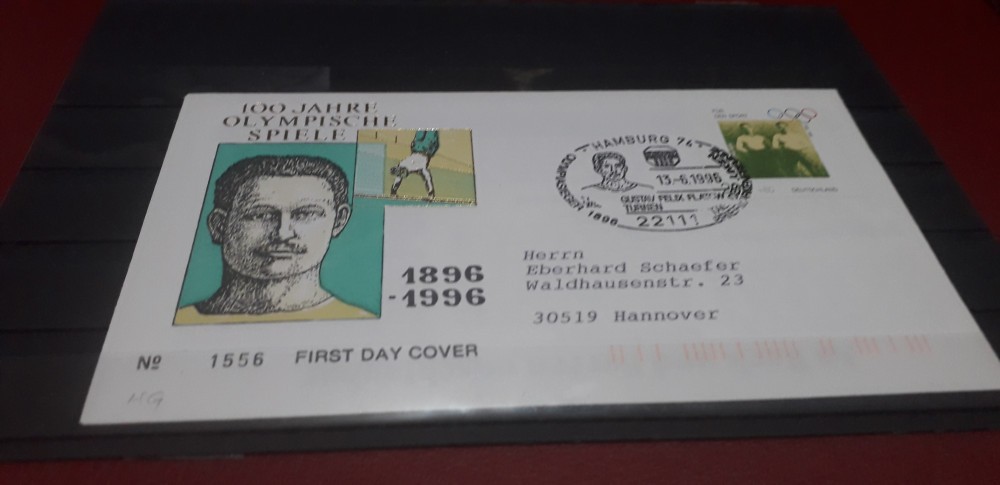 100 JAHRE
OLYMPISCHE
SPIELE
1896
-1996
Nº 1556 FIRST DAY COVER
HAMBURG
13.-6.1996
GUSTAV FELIX FLATOW
TURNEN
1896
22111
DEUTSCHLAND
Herrn
Eberhard Schaefer
Waldhausenstr. 23
30519 Hannover